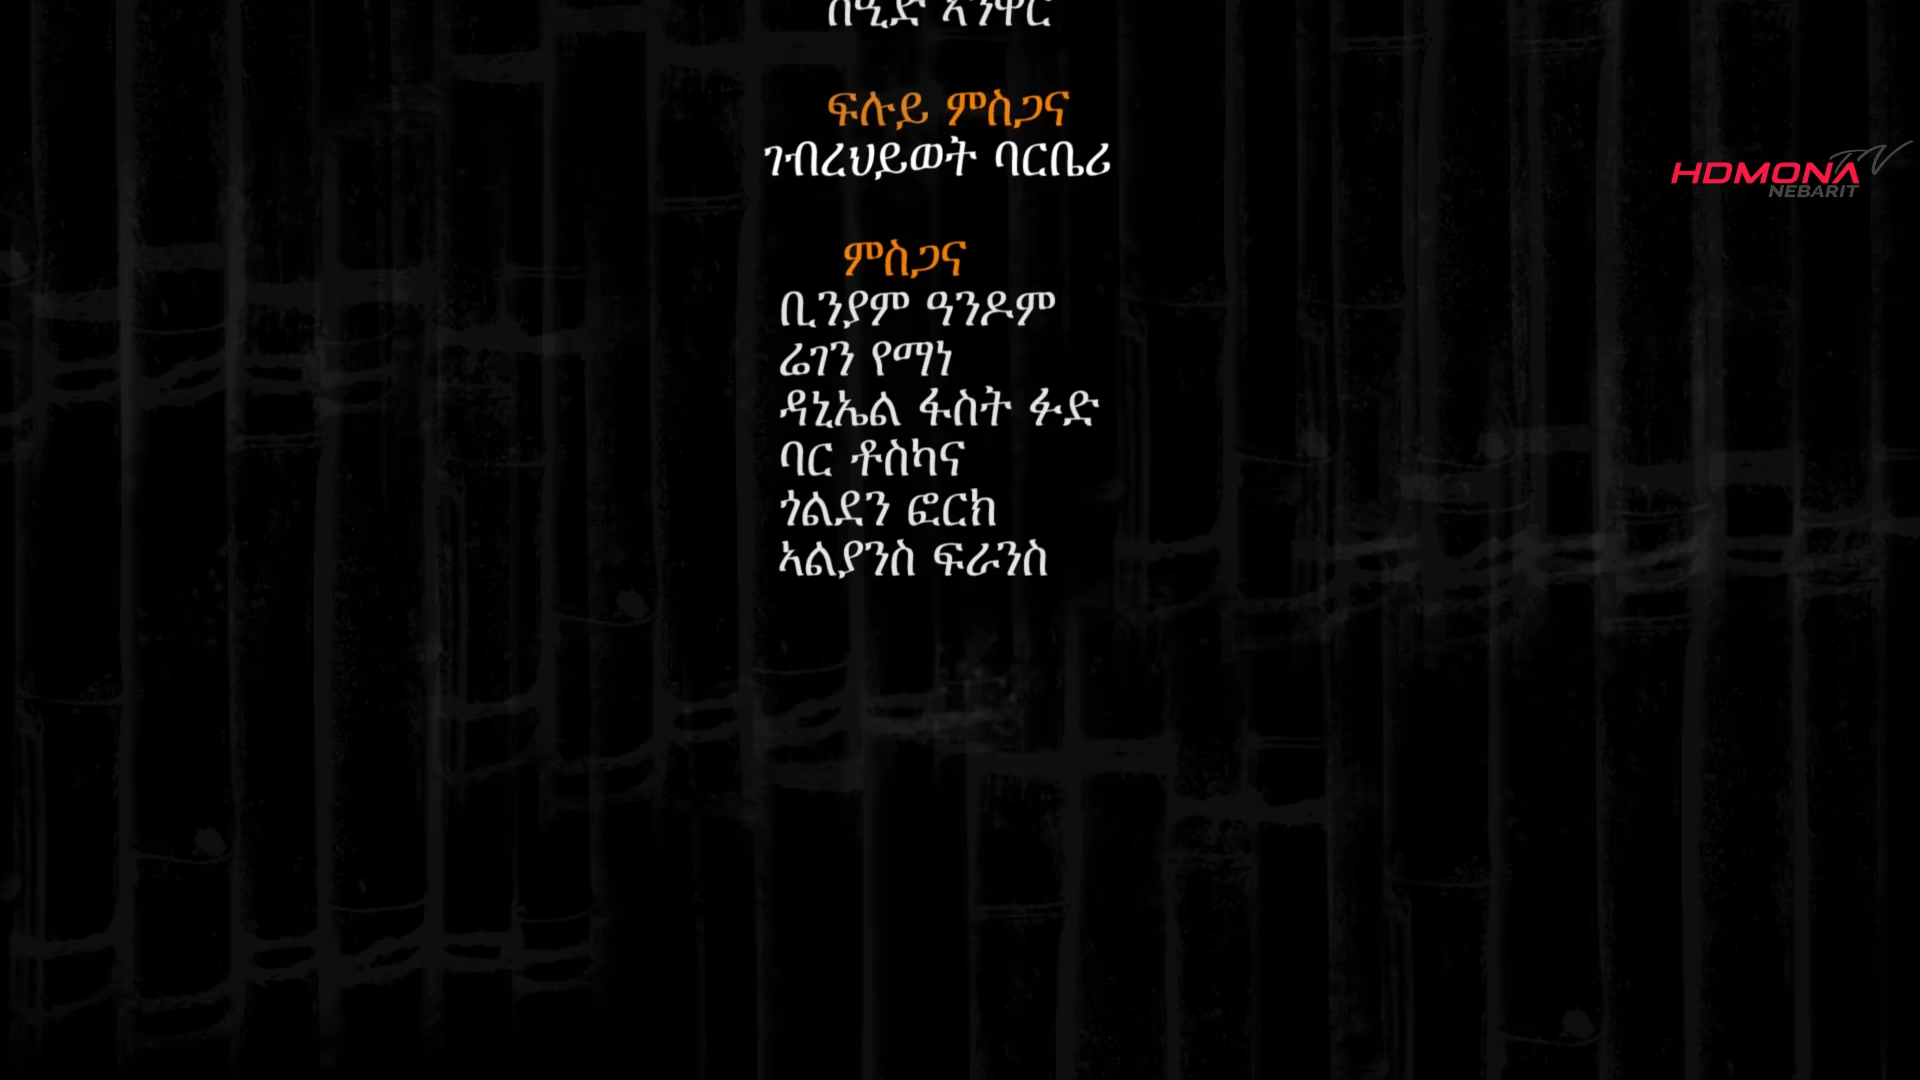 ፍሉይ ምስጋና
ገብረህይወት ባርቤሪ
HDMONA TV
NEBARIT
ምስጋና
ቢንያም ዓንዶም
ሬገን የማነ
ዳኒኤል ፋስት ፉድ
ባር ቶስካና
ጎልደን ፎርክ
ኣልያንስ ፍራንስ